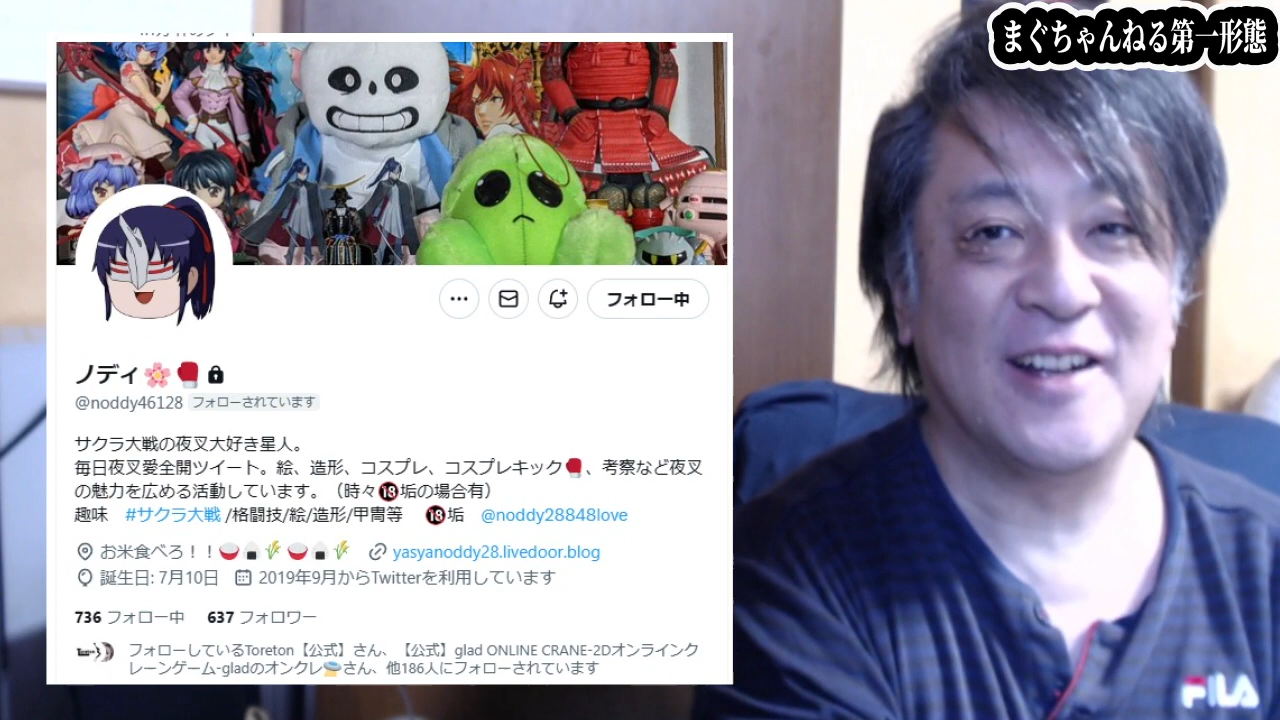 まぐちゃんねる第一形態
フォロー中
ノディ🌸🥊🔒
@noddy46128 フォローされています
サクラ大戦の夜叉大好き星人。
毎日夜叉愛全開ツイート。絵、造形、コスプレ、コスプレキック🥊、考察など夜叉
の魅力を広める活動しています。（時々🔞垢の場合有）
趣味 #サクラ大戦 /格闘技/絵/造形/甲冑等 🔞垢 @noddy28848love
お米食べろ！！🍚🍙🌾🍚🍙🌾 yasyanoddy28.livedoor.blog
誕生日: 7月10日 2019年9月からTwitterを利用しています
736 フォロー中 637 フォロワー
フォローしているToreton【公式】さん、【公式】glad ONLINE CRANE-2Dオンラインク
レーンゲーム-gladのオンクレ🛸さん、他186人にフォローされています
FILA